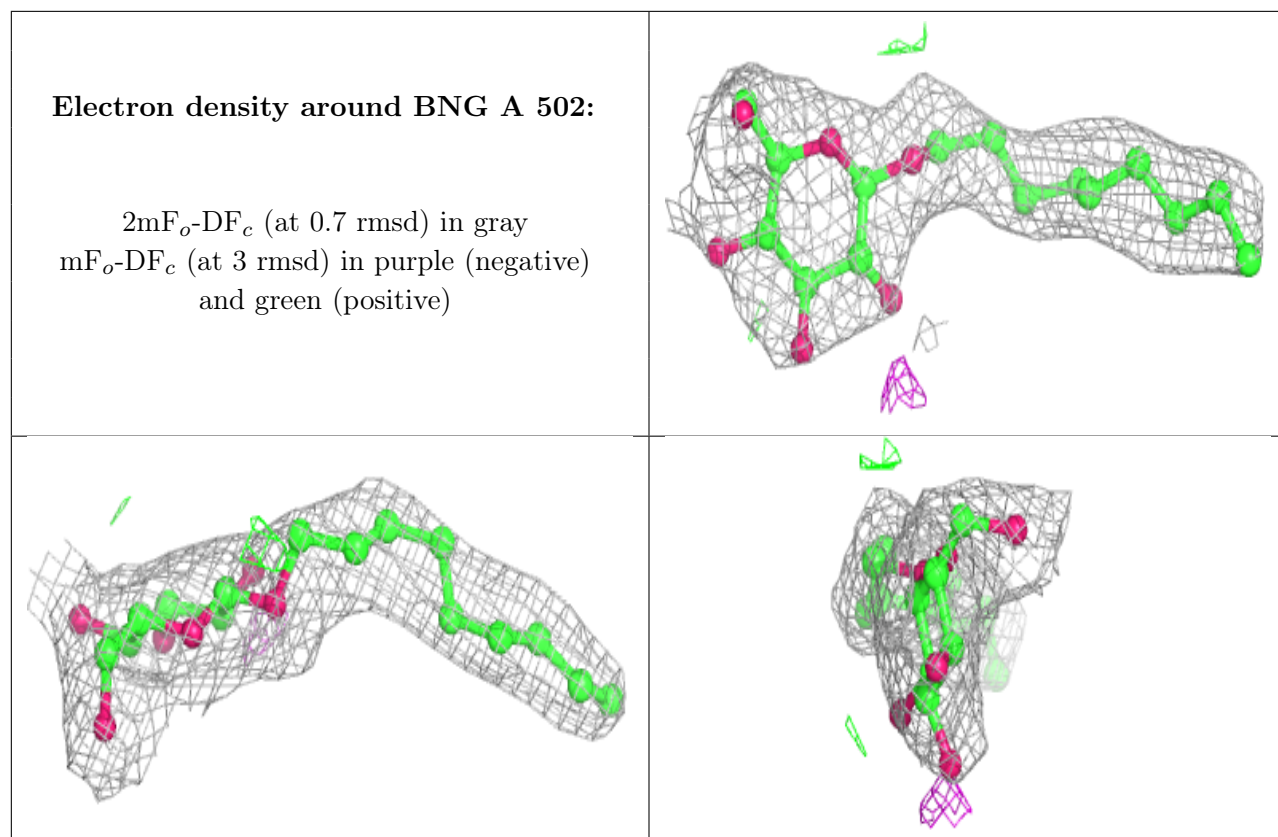 Electron density around BNG A 502:
2mFₒ-DF𝒸 (at 0.7 rmsd) in gray
mFₒ-DF𝒸 (at 3 rmsd) in purple (negative)
and green (positive)